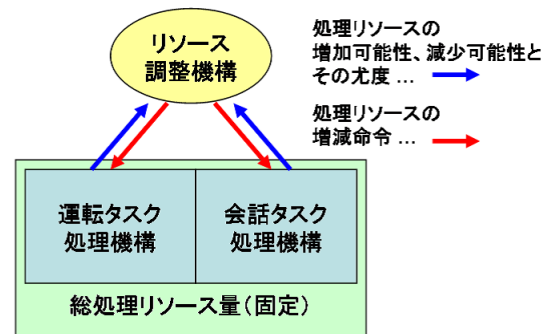 リソース
調整機構
処理リソースの
増加可能性、減少可能性と
その尤度 ...
処理リソースの
増減命令 ...
運転タスク
処理機構
会話タスク
処理機構
総処理リソース量(固定)